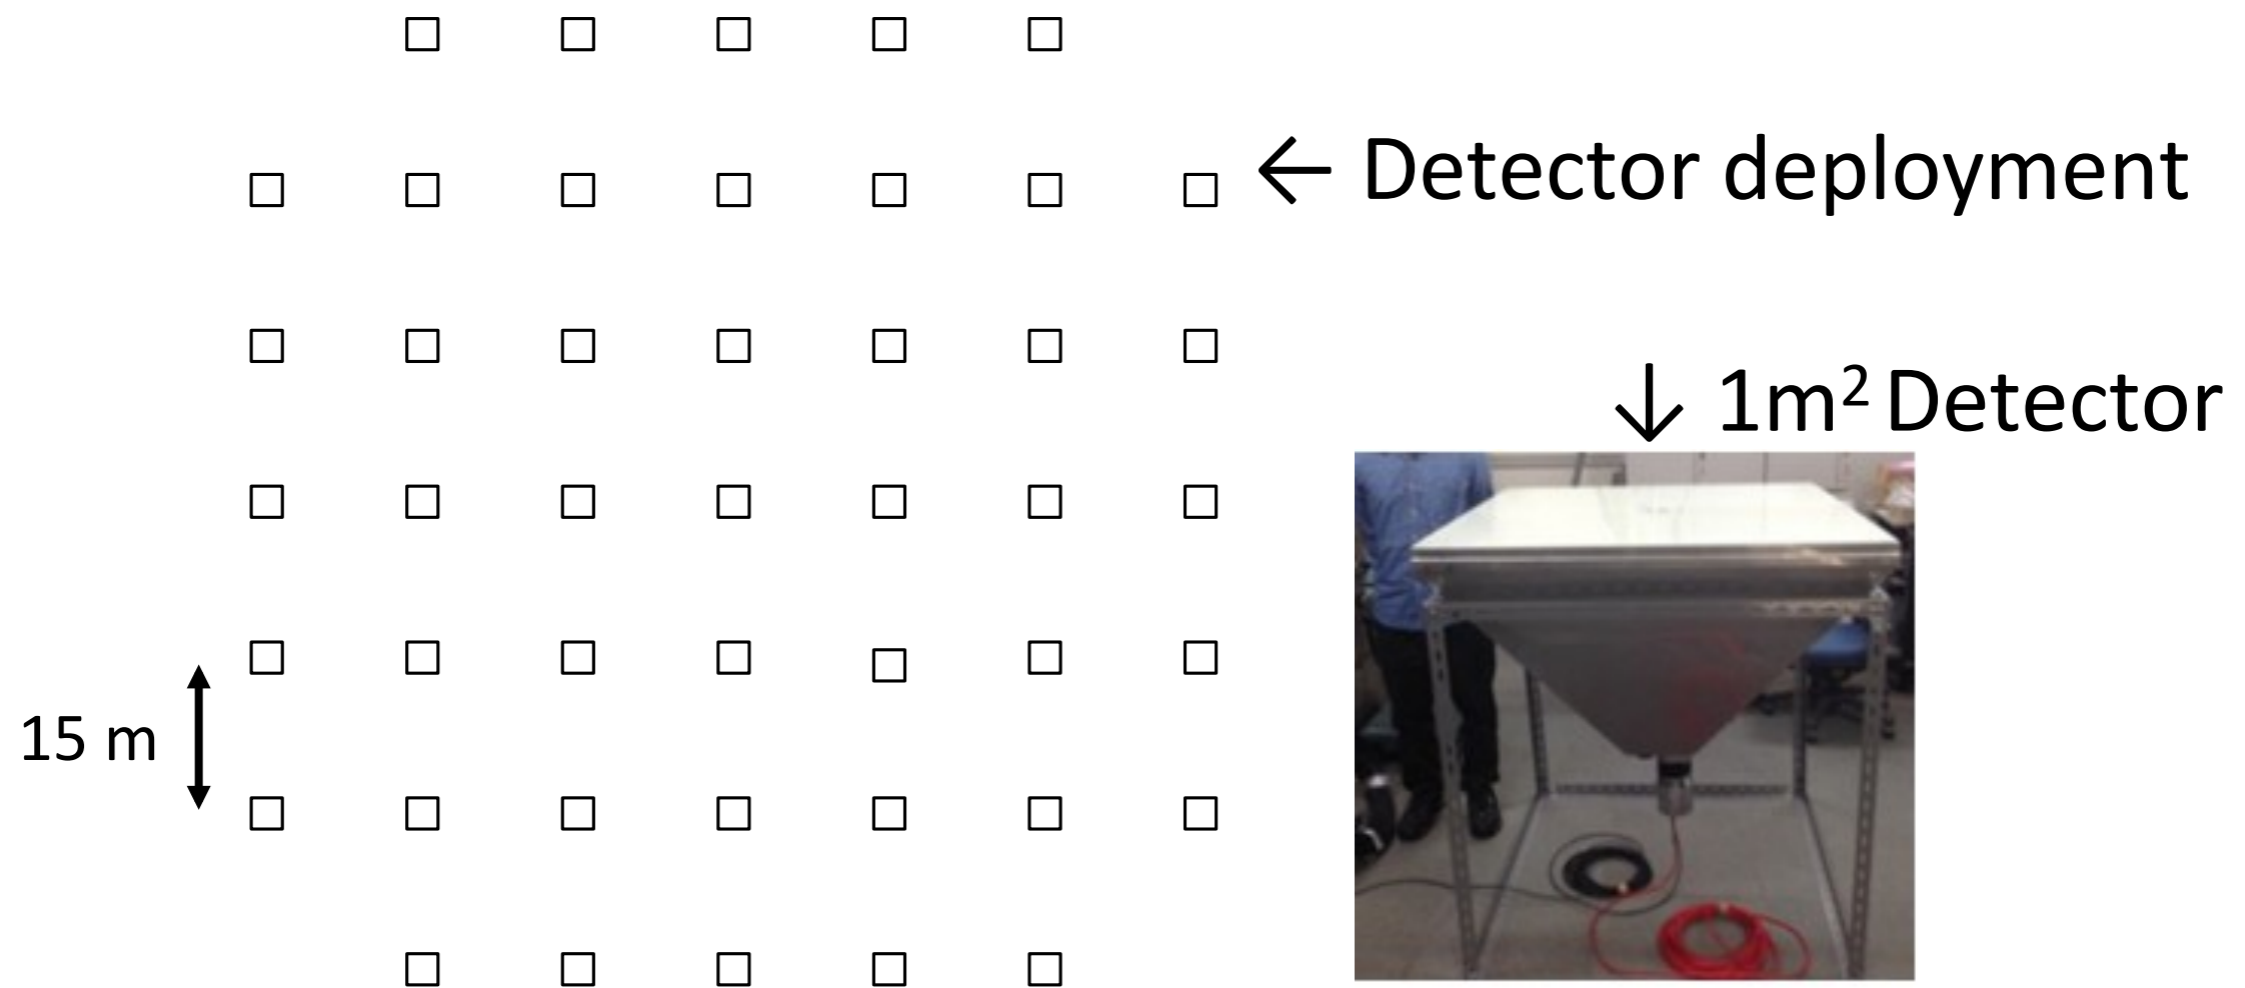 ← Detector deployment
↓ 1m² Detector
15 m